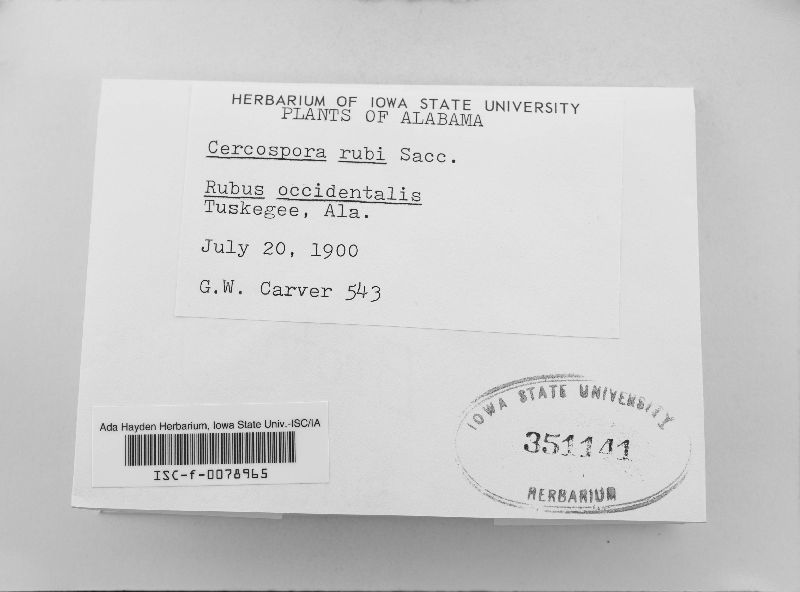 HERBARIUM OF IOWA STATE UNIVERSITY
PLANTS OF ALABAMA
Cercospora rubi Sacc.
Rubus occidentalis
Tuskegee, Ala.
July 20, 1900
G.W. Carver 543
Ada Hayden Herbarium, Iowa State Univ.-ISC/IA
ISC-f-0078965
IOWA STATE UNIVERSITY
351141
HERBARIUM